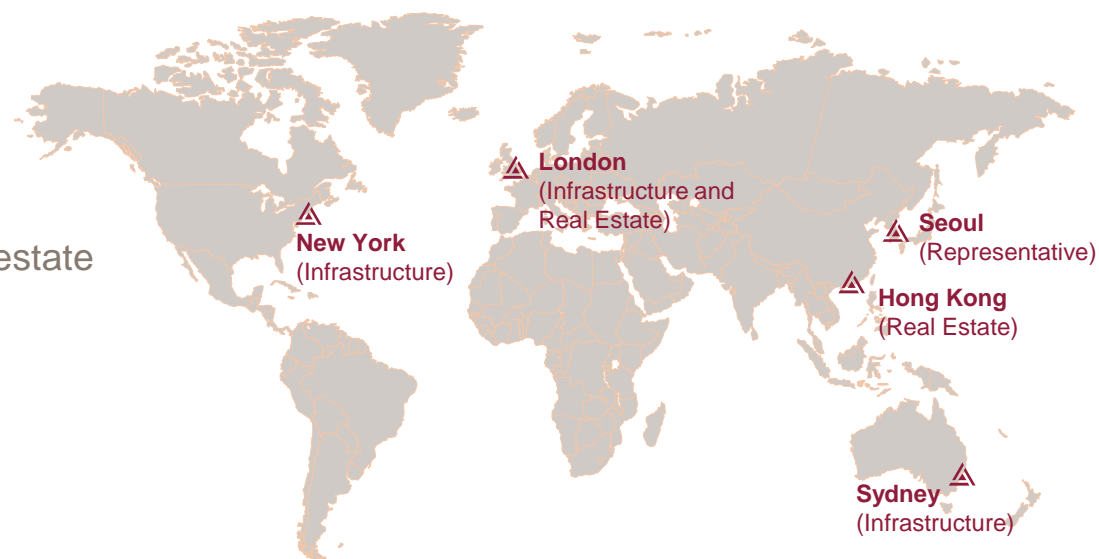 London
(Infrastructure and
Real Estate)
Seoul
(Representative)
New York
(Infrastructure)
estate
Hong Kong
(Real Estate)
Sydney
(Infrastructure)